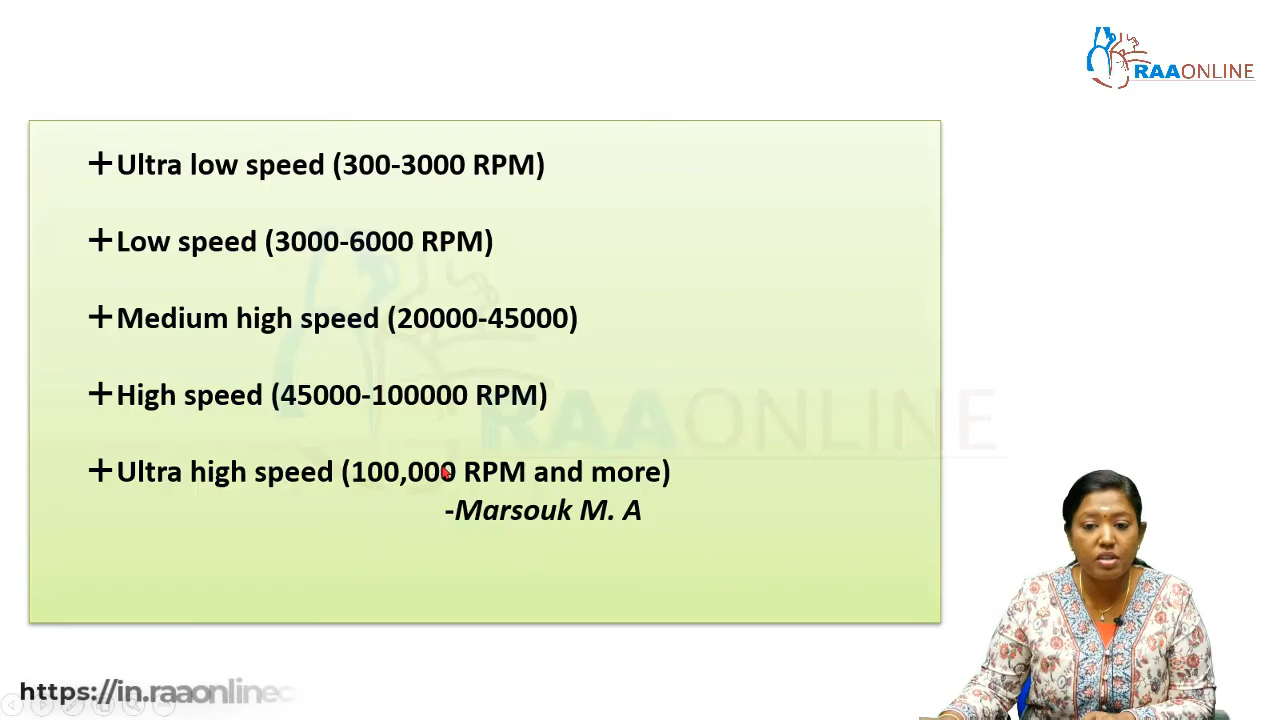 RAAONLINE
+Ultra low speed (300-3000 RPM)
+Low speed (3000-6000 RPM)
+Medium high speed (20000-45000)
+High speed (45000-100000 RPM)
RAAONLINE
+Ultra high speed (100,000 RPM and more)
-Marsouk M. A
https://in.raaonlinec